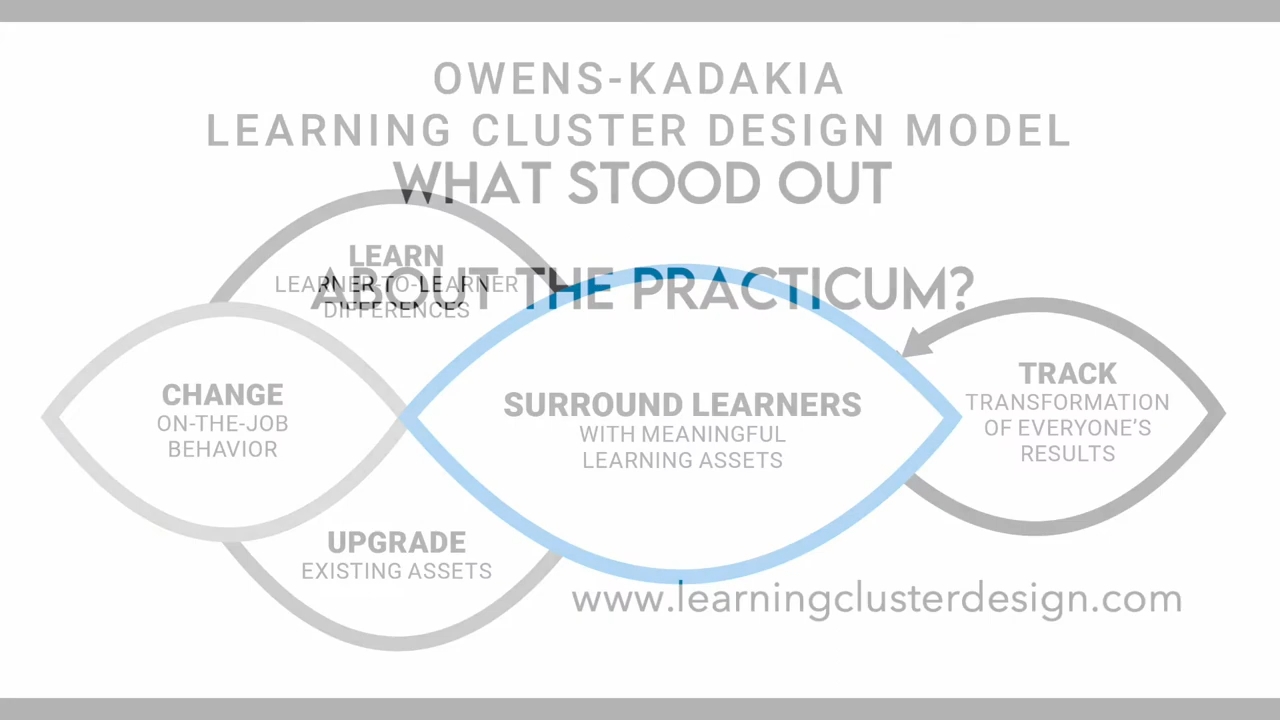 OWENS-KADAKIA
LEARNING CLUSTER DESIGN MODEL
WHAT STOOD OUT
ABOUT THE PRACTICUM?
LEARN
LEARNER-TO-LEARNER
DIFFERENCES
CHANGE
ON-THE-JOB
BEHAVIOR
SURROUND LEARNERS
WITH MEANINGFUL
LEARNING ASSETS
TRACK
TRANSFORMATION
OF EVERYONE'S
RESULTS
UPGRADE
EXISTING ASSETS
www.learningclusterdesign.com